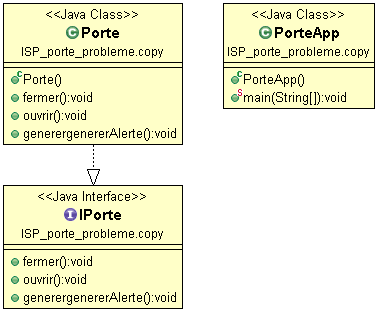 <<Java Class>>
Porte
ISP_porte_probleme.copy
Porte()
fermer():void
ouvrir():void
generergenererAlerte():void
<<Java Class>>
PorteApp
ISP_porte_probleme.copy
PorteApp()
main(String[]):void
<<Java Interface>>
IPorte
ISP_porte_probleme.copy
fermer():void
ouvrir():void
generergenererAlerte():void